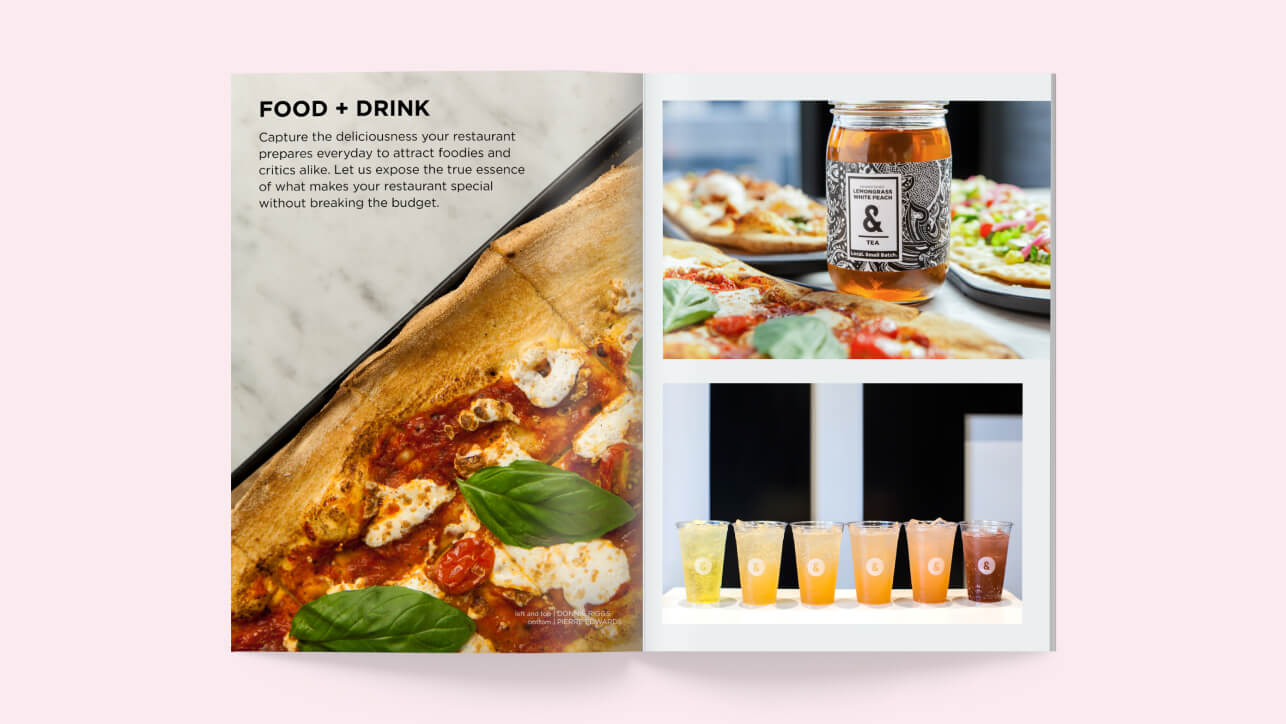 FOOD + DRINK
Capture the deliciousness your restaurant
prepares everyday to attract foodies and
critics alike. Let us expose the true essence
of what makes your restaurant special
without breaking the budget.
left and top | DONNIE RIGGS
bottom | PIERRE EDWARDS
LEMONGRASS
WHITE PEACH
&
TEA
Local. Small Batch.
& & & & & &